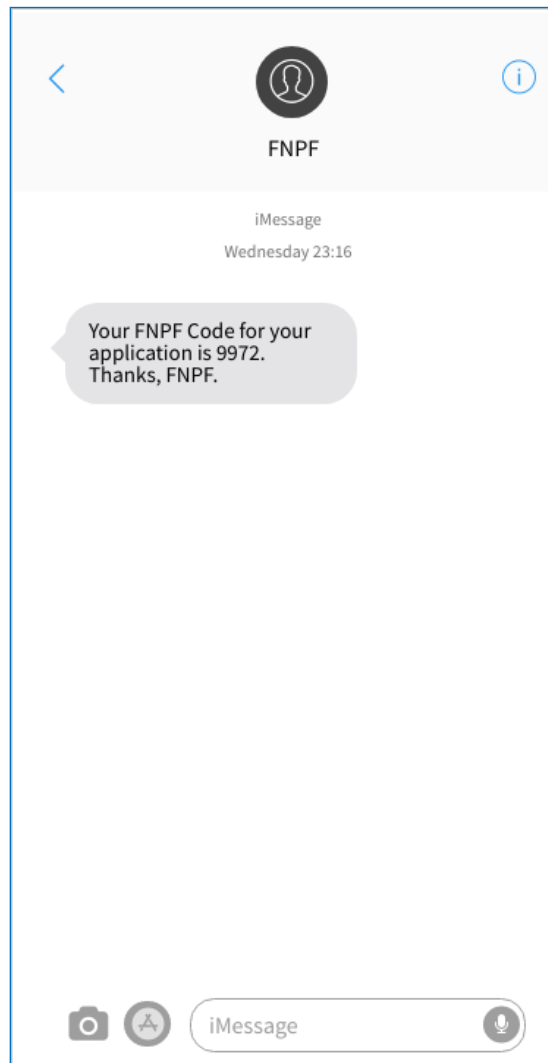 FNPF
iMessage
Wednesday 23:16
Your FNPF Code for your
application is 9972.
Thanks, FNPF.
iMessage